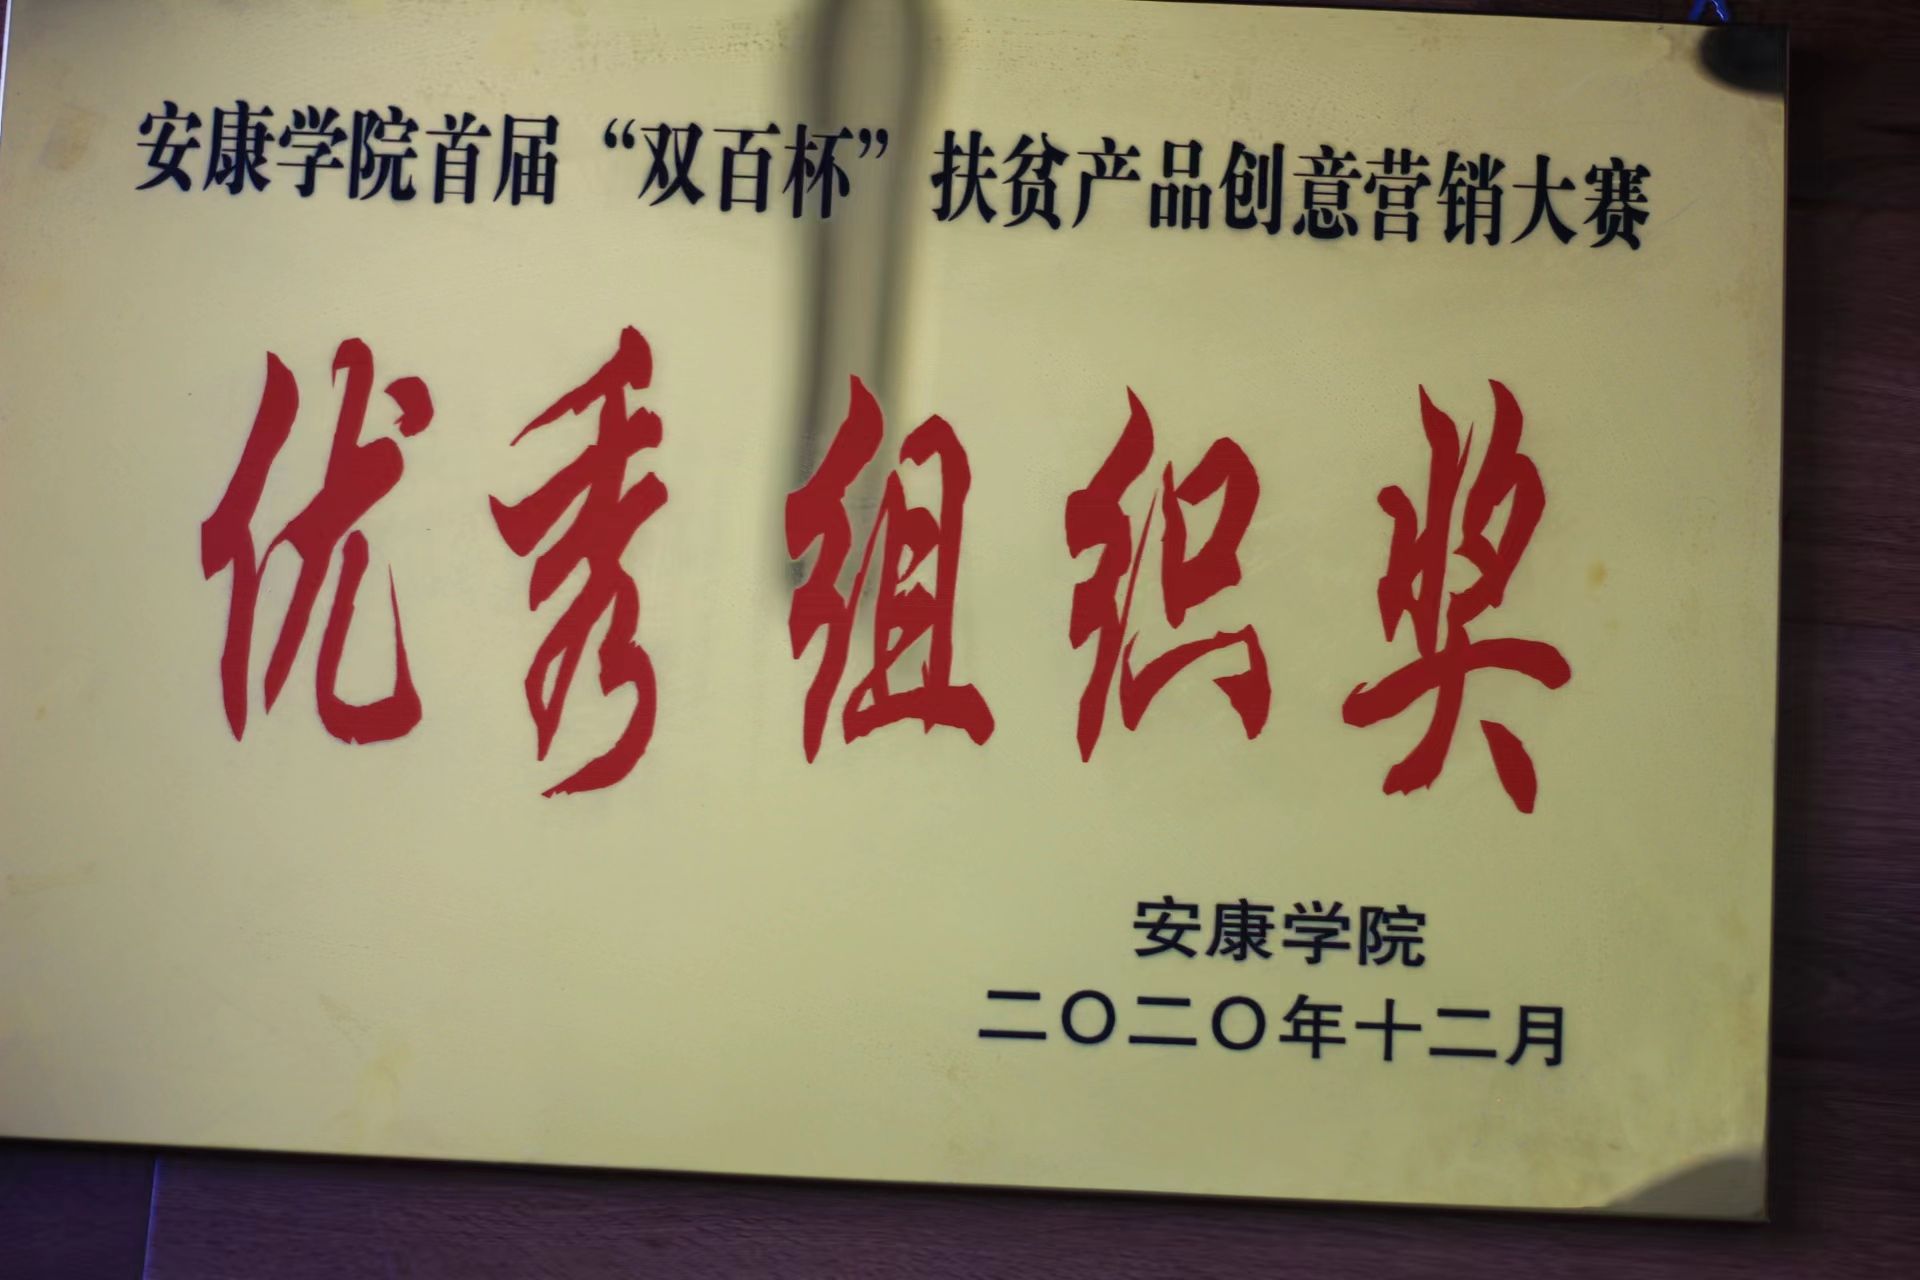 安康学院首届“双百杯”扶贫产品创意营销大赛
优秀组织奖
安康学院
二〇二〇年十二月